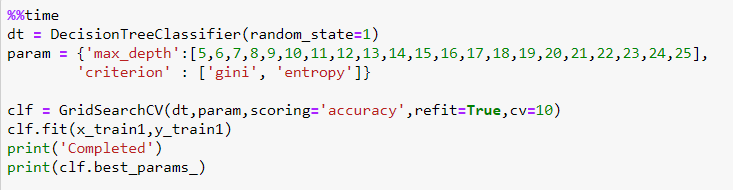 %%time
dt = DecisionTreeClassifier(random_state=1)
param = {'max_depth':[5,6,7,8,9,10,11,12,13,14,15,16,17,18,19,20,21,22,23,24,25],
'criterion' : ['gini', 'entropy']}
clf = GridSearchCV(dt,param,scoring='accuracy',refit=True,cv=10)
clf.fit(x_train1,y_train1)
print('Completed')
print(clf.best_params_)